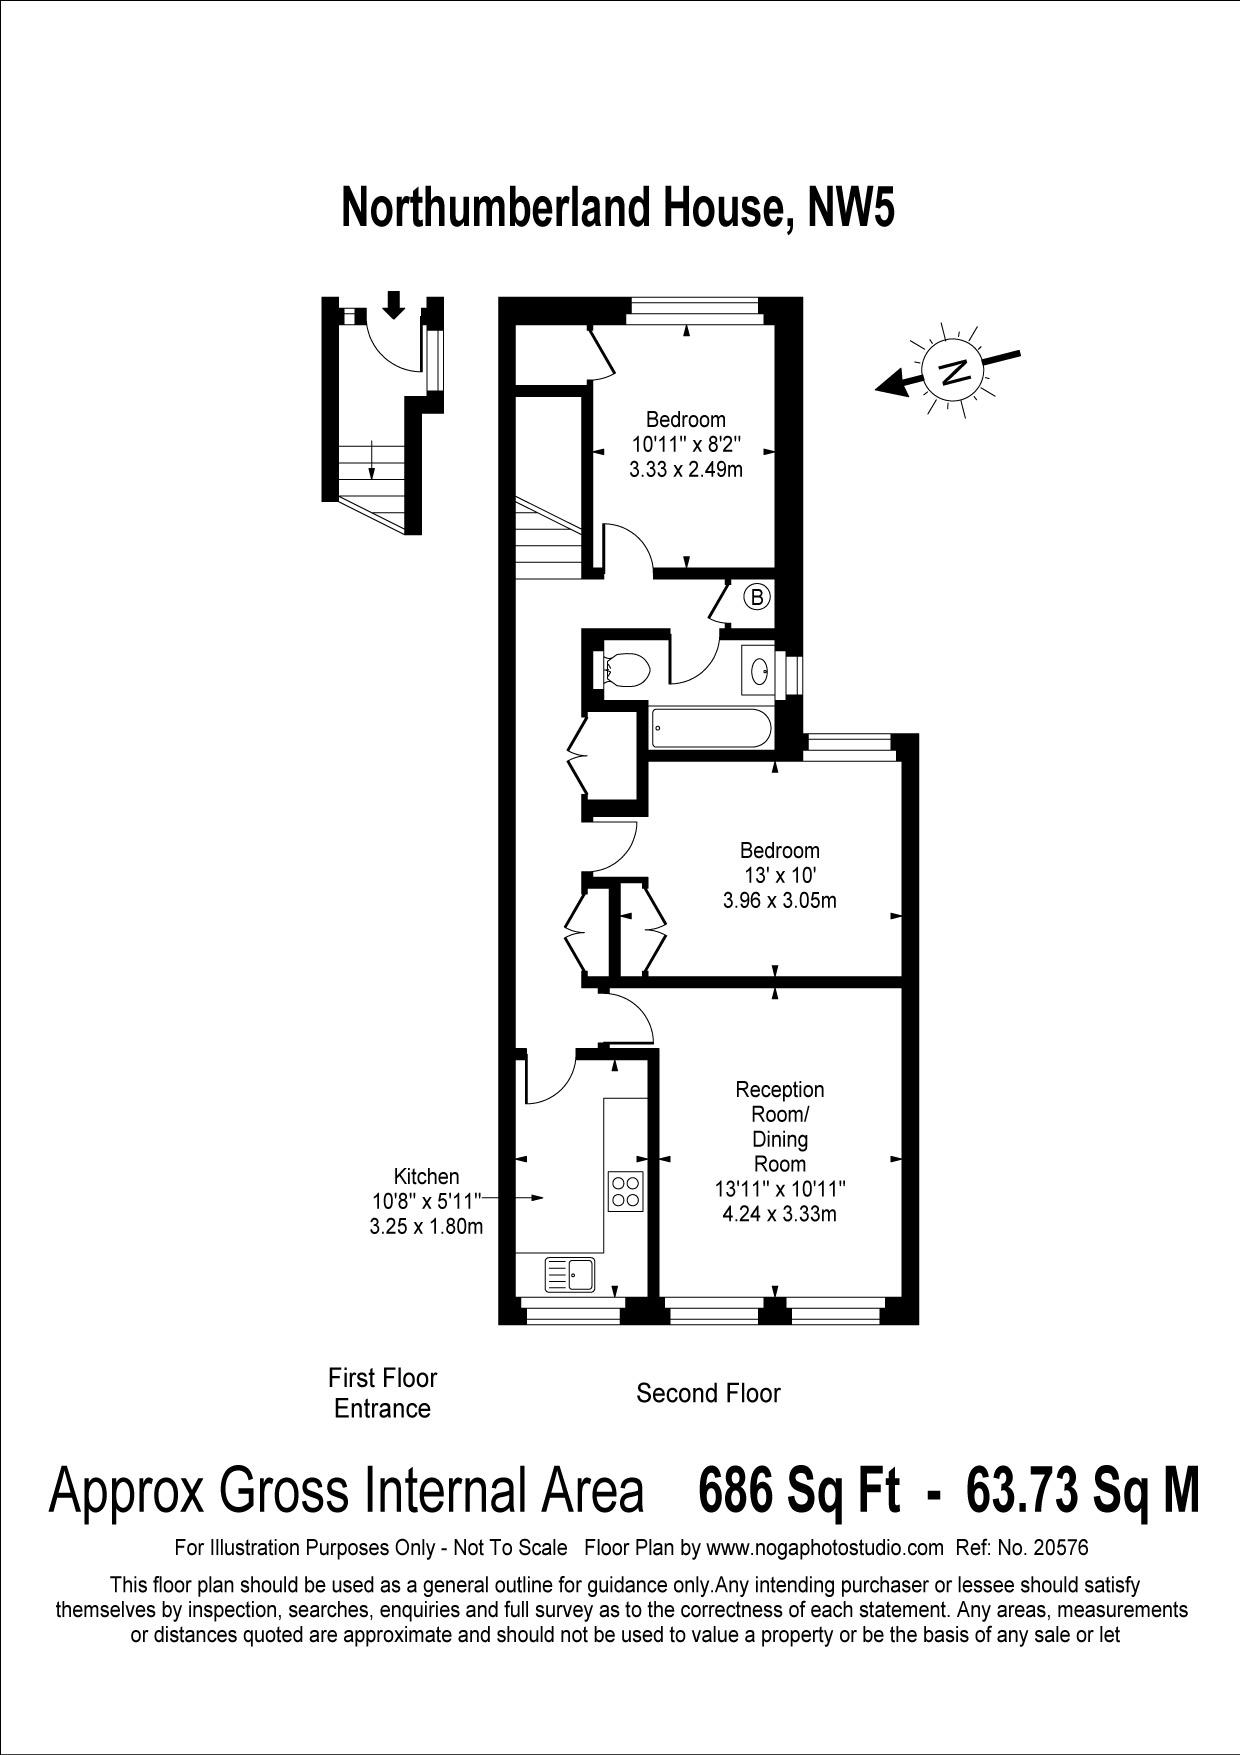 Northumberland House, NW5
N
Bedroom
10'11" x 8'2"
3.33 x 2.49m
B
Bedroom
13' x 10'
3.96 x 3.05m
Reception
Room/
Dining
Room
13'11" x 10'11"
4.24 x 3.33m
Kitchen
10'8" x 5'11"
3.25 x 1.80m
First Floor
Entrance
Second Floor
Approx Gross Internal Area 686 Sq Ft - 63.73 Sq M
For Illustration Purposes Only - Not To Scale Floor Plan by www.nogaphotostudio.com Ref: No. 20576
This floor plan should be used as a general outline for guidance only.Any intending purchaser or lessee should satisfy
themselves by inspection, searches, enquiries and full survey as to the correctness of each statement. Any areas, measurements
or distances quoted are approximate and should not be used to value a property or be the basis of any sale or let